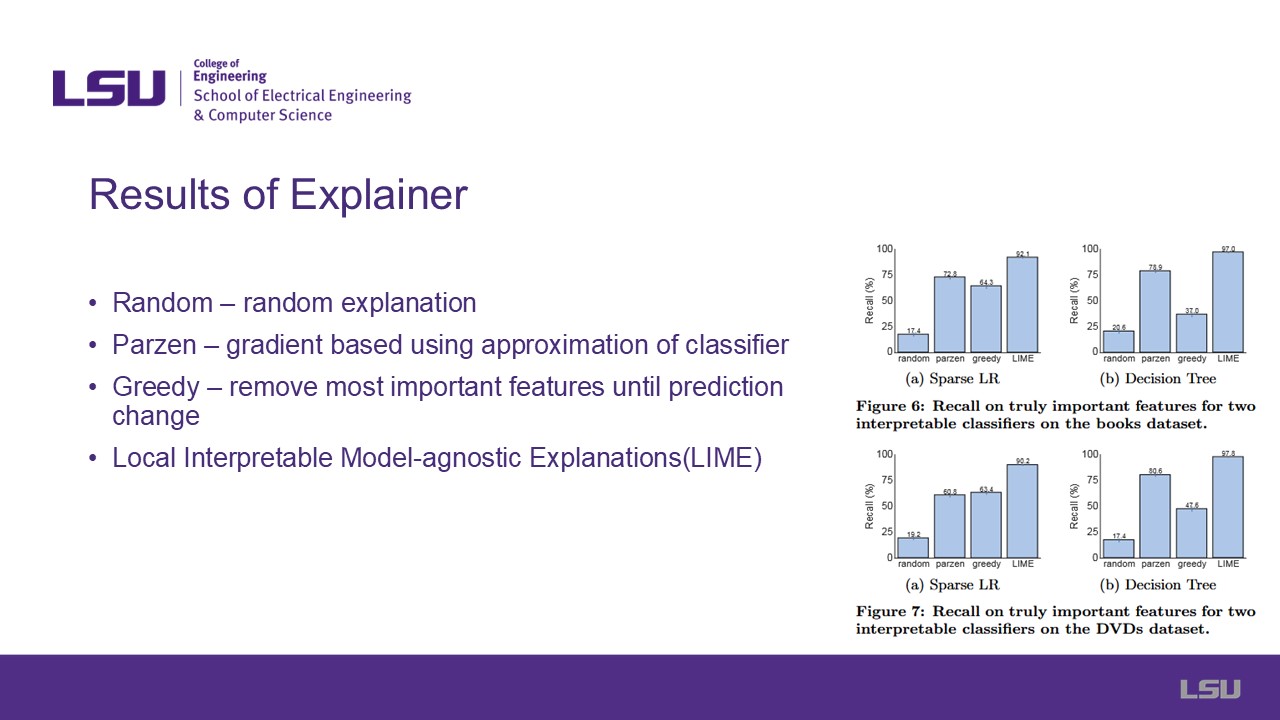 LSU
College of
Engineering
School of Electrical Engineering
& Computer Science
Results of Explainer
• Random – random explanation
• Parzen – gradient based using approximation of classifier
• Greedy – remove most important features until prediction
change
• Local Interpretable Model-agnostic Explanations(LIME)
100
75
50
25
0
Recall (%)
17.4
72.8
64.3
92.1
random parzen greedy LIME
(a) Sparse LR
100
75
50
25
0
Recall (%)
20.6
78.9
37.0
97.0
random parzen greedy LIME
(b) Decision Tree
Figure 6: Recall on truly important features for two
interpretable classifiers on the books dataset.
100
75
50
25
0
Recall (%)
19.2
60.8
63.4
90.2
random parzen greedy LIME
(a) Sparse LR
100
75
50
25
0
Recall (%)
17.4
80.6
47.6
97.8
random parzen greedy LIME
(b) Decision Tree
Figure 7: Recall on truly important features for two
interpretable classifiers on the DVDs dataset.
LSU